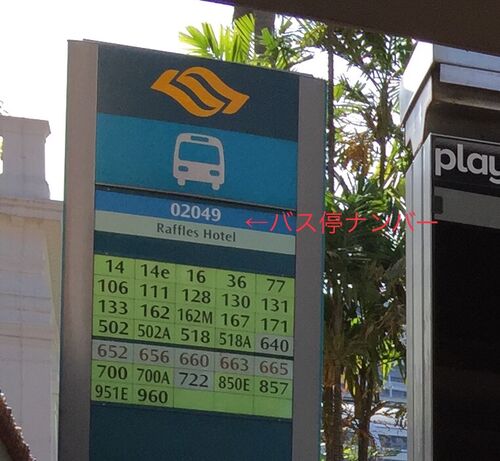 02049
←バス停ナンバー
Raffles Hotel
play
14 14e 16 36 77
106 111 128 130 131
133 162 162M 167 171
502 502A 518 518A 640
652 656 660 663 665
700 700A 722 850E 857
951E 960